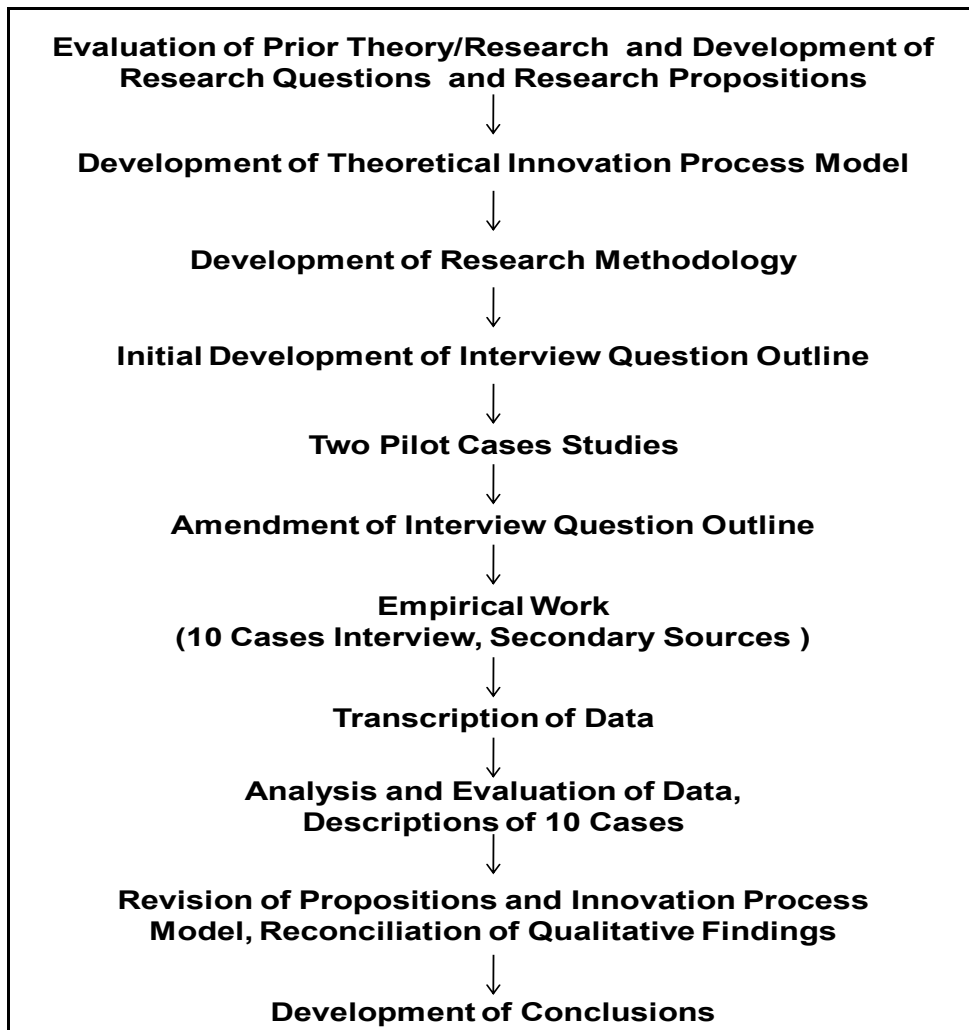 Evaluation of Prior Theory/Research and Development of
Research Questions and Research Propositions
Development of Theoretical Innovation Process Model
Development of Research Methodology
Initial Development of Interview Question Outline
Two Pilot Cases Studies
Amendment of Interview Question Outline
Empirical Work
(10 Cases Interview, Secondary Sources )
Transcription of Data
Analysis and Evaluation of Data,
Descriptions of 10 Cases
Revision of Propositions and Innovation Process
Model, Reconciliation of Qualitative Findings
Development of Conclusions